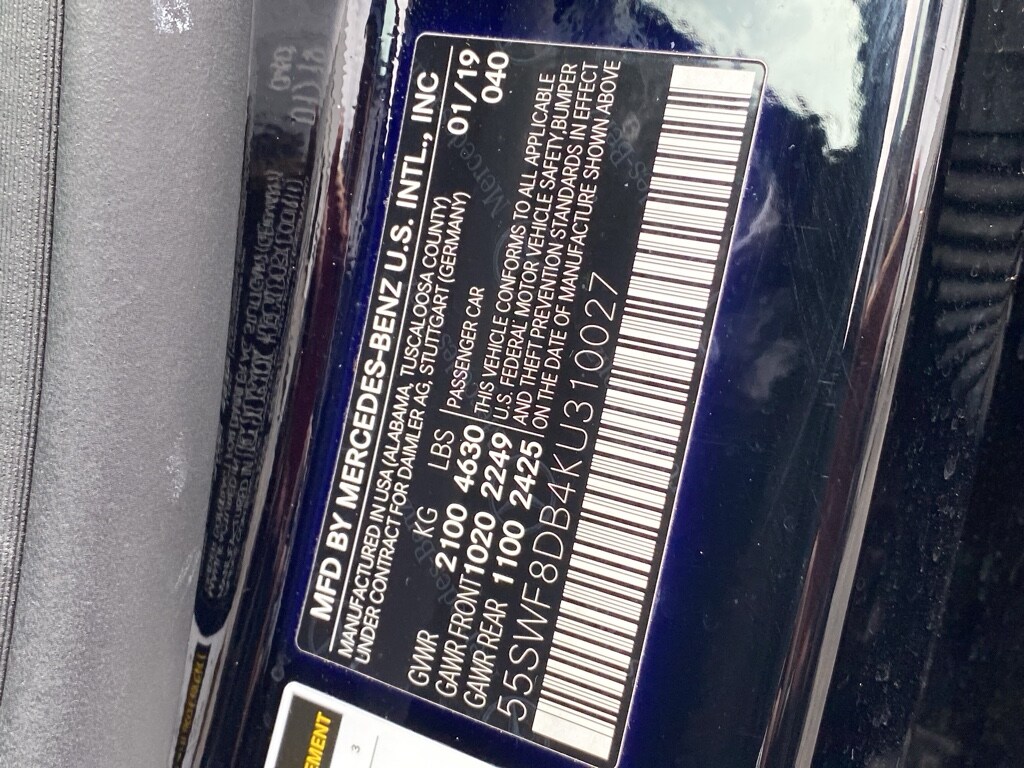 MFD BY MERCEDES-BENZ U.S. INTL., INC
MANUFACTURED IN USA (ALABAMA, TUSCALOOSA COUNTY)
UNDER CONTRACT FOR DAIMLER AG, STUTTGART (GERMANY) 01/19
KG LBS PASSENGER CAR 040
GVWR 2100 4630 THIS VEHICLE CONFORMS TO ALL APPLICABLE
GAWR FRONT 1020 2249 U.S. FEDERAL MOTOR VEHICLE SAFETY, BUMPER
GAWR REAR 1100 2425 AND THEFT PREVENTION STANDARDS IN EFFECT
ON THE DATE OF MANUFACTURE SHOWN ABOVE
55SWF8DB4KU310027
EMENT
3